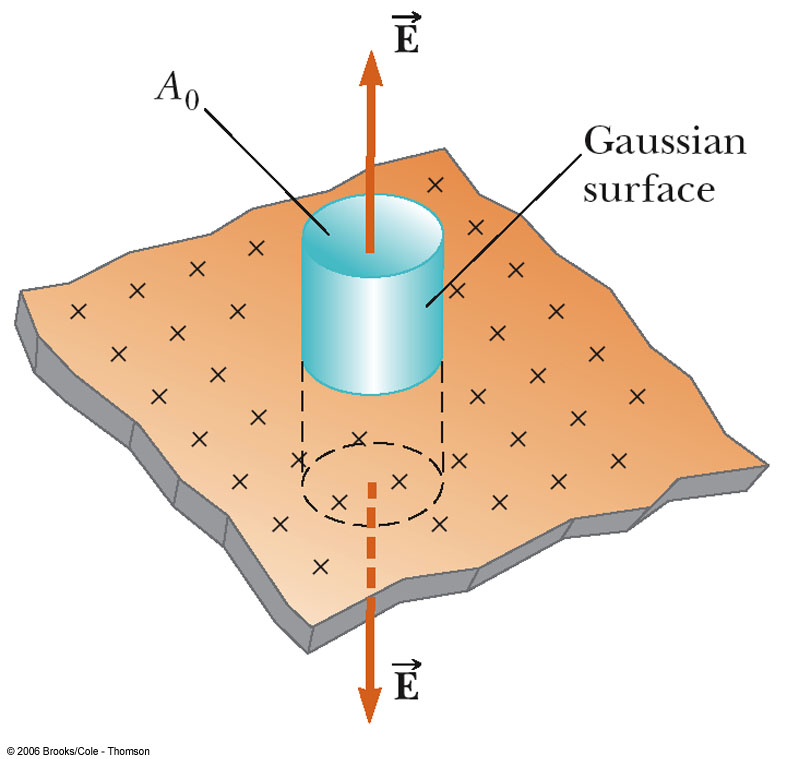 E
A0
Gaussian
surface
E
© 2006 Brooks/Cole - Thomson